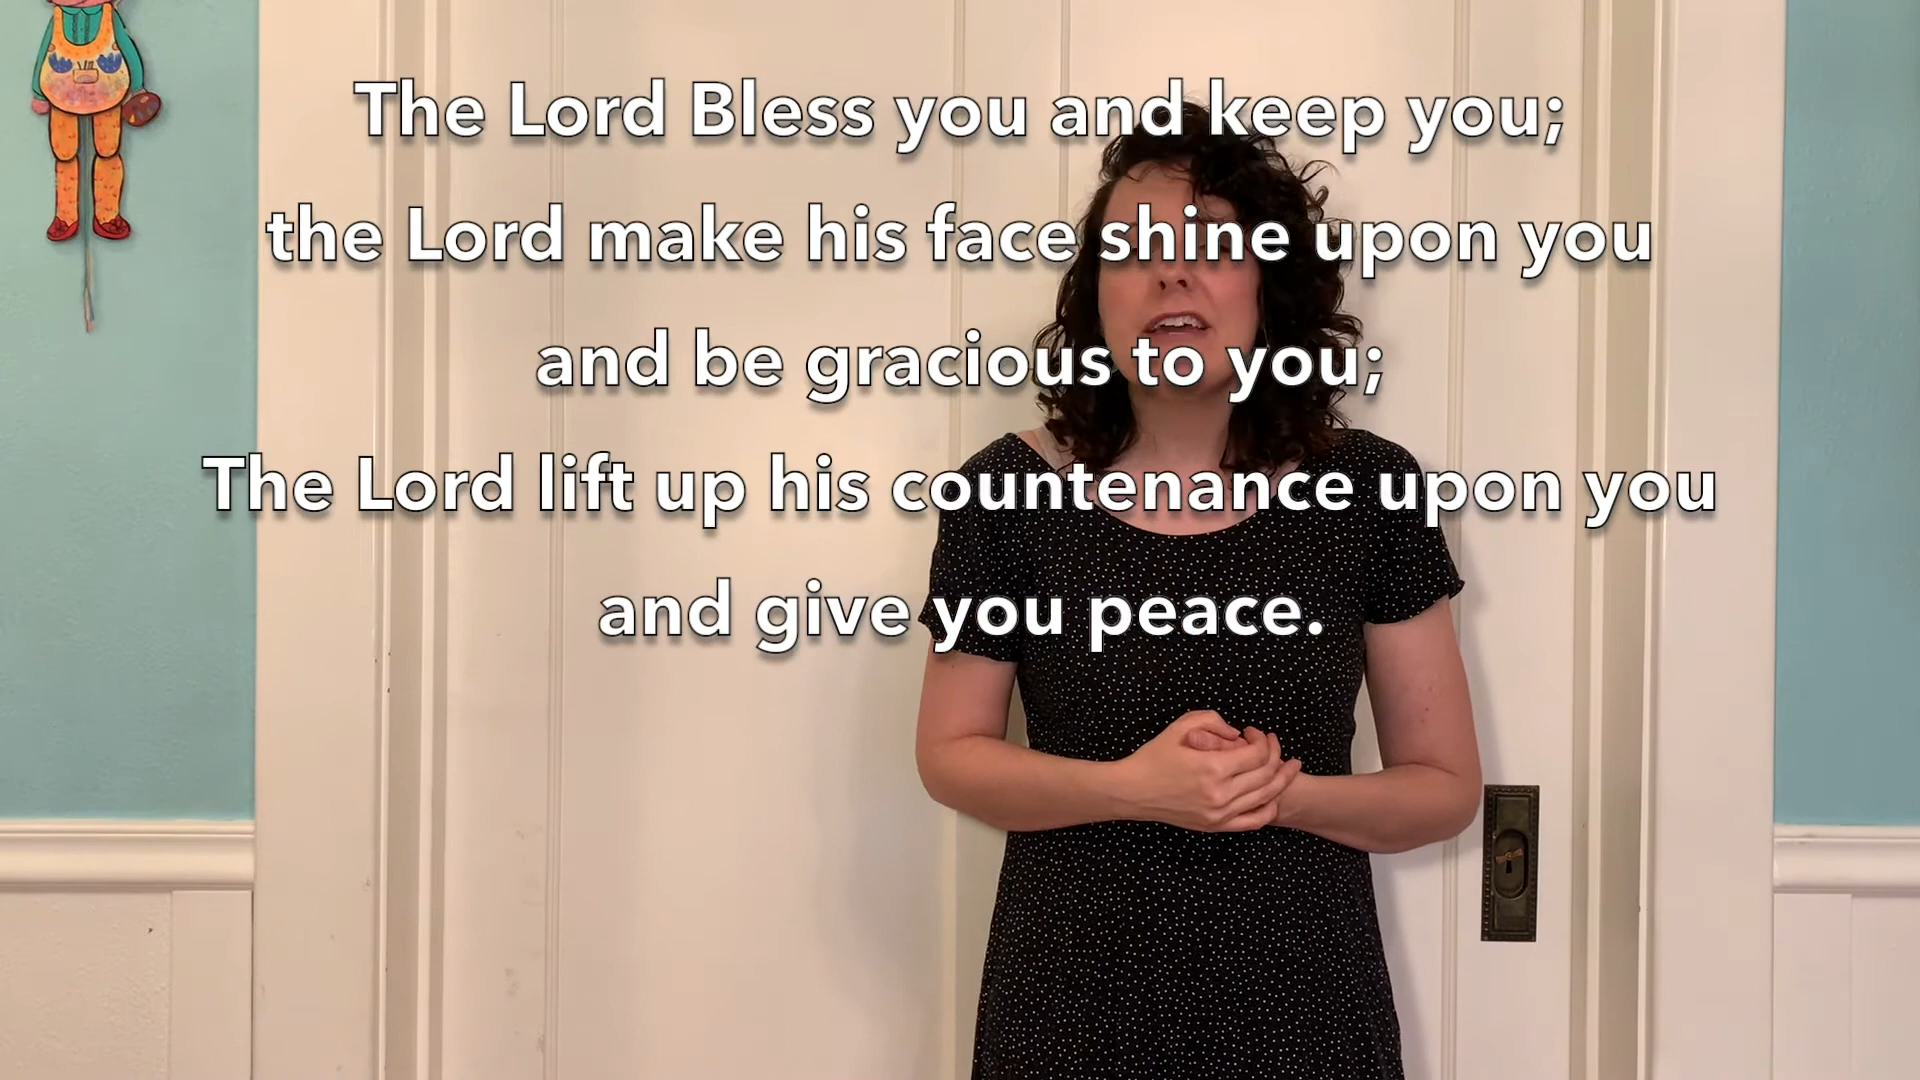 The Lord Bless you and keep you;
the Lord make his face shine upon you
and be gracious to you;
The Lord lift up his countenance upon you
and give you peace.